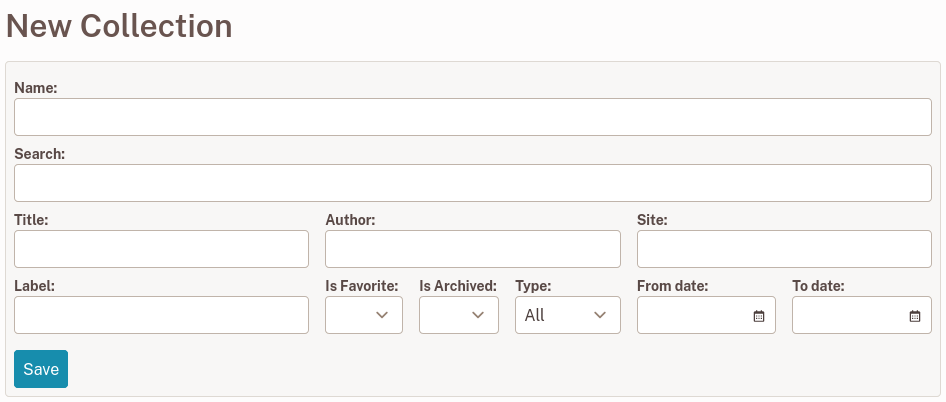 New Collection
Name:
Search:
Title: Author: Site:
Label: Is Favorite: Is Archived: Type: From date: To date:
All
Save